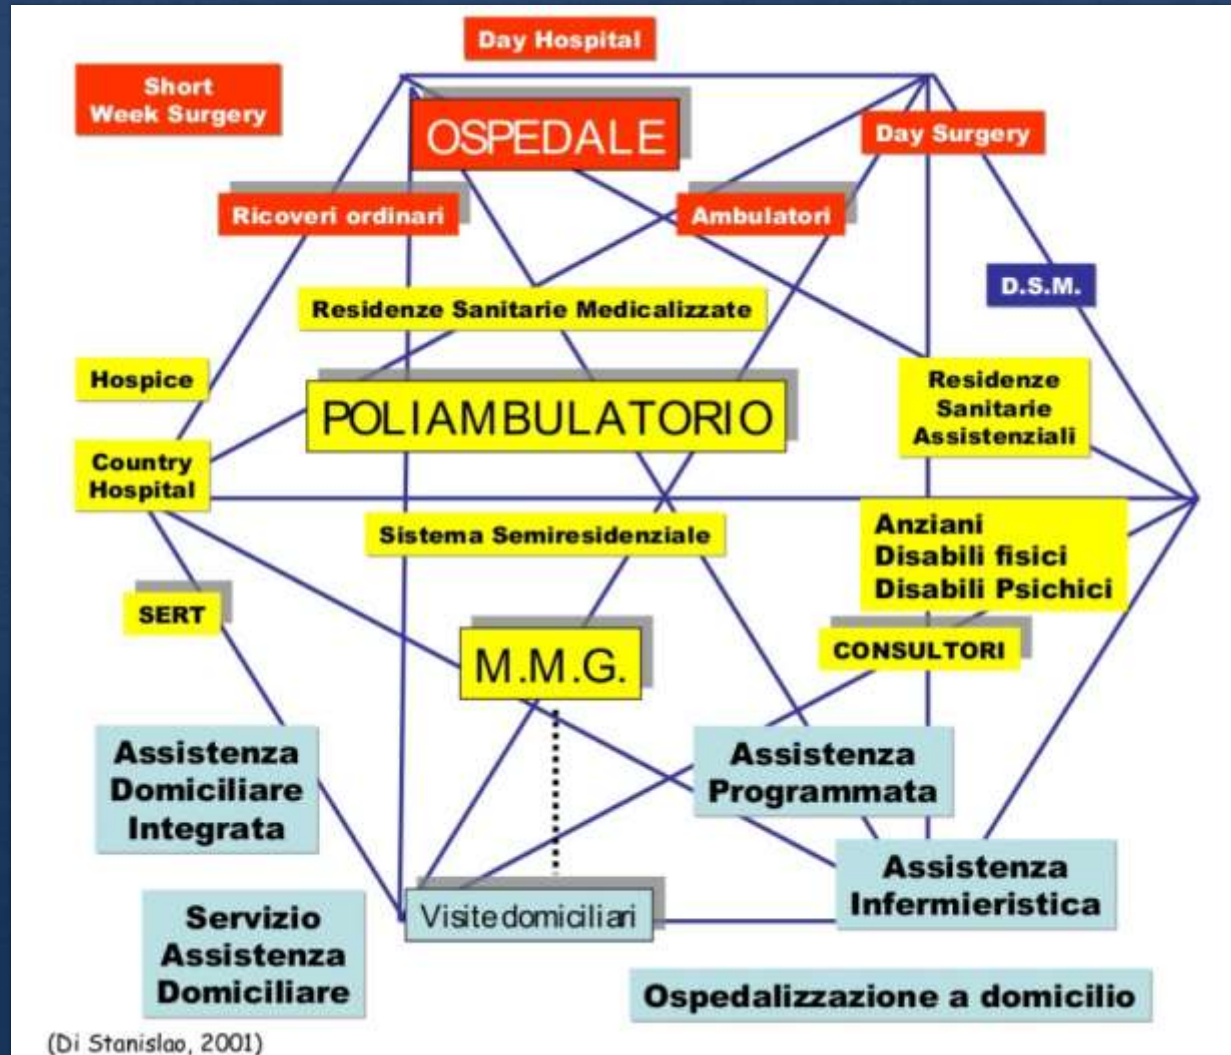 Day Hospital
Short
Week Surgery
OSPEDALE
Day Surgery
Ricoveri ordinari
Ambulatori
D.S.M.
Residenze Sanitarie Medicalizzate
Hospice
Residenze
Sanitarie
Assistenziali
POLIAMBULATORIO
Country
Hospital
Sistema Semiresidenziale
Anziani
Disabili fisici
Disabili Psichici
SERT
M.M.G.
CONSULTORI
Assistenza
Domiciliare
Integrata
Assistenza
Programmata
Assistenza
Infermieristica
Visite domiciliari
Servizio
Assistenza
Domiciliare
Ospedalizzazione a domicilio
(Di Stanislao, 2001)